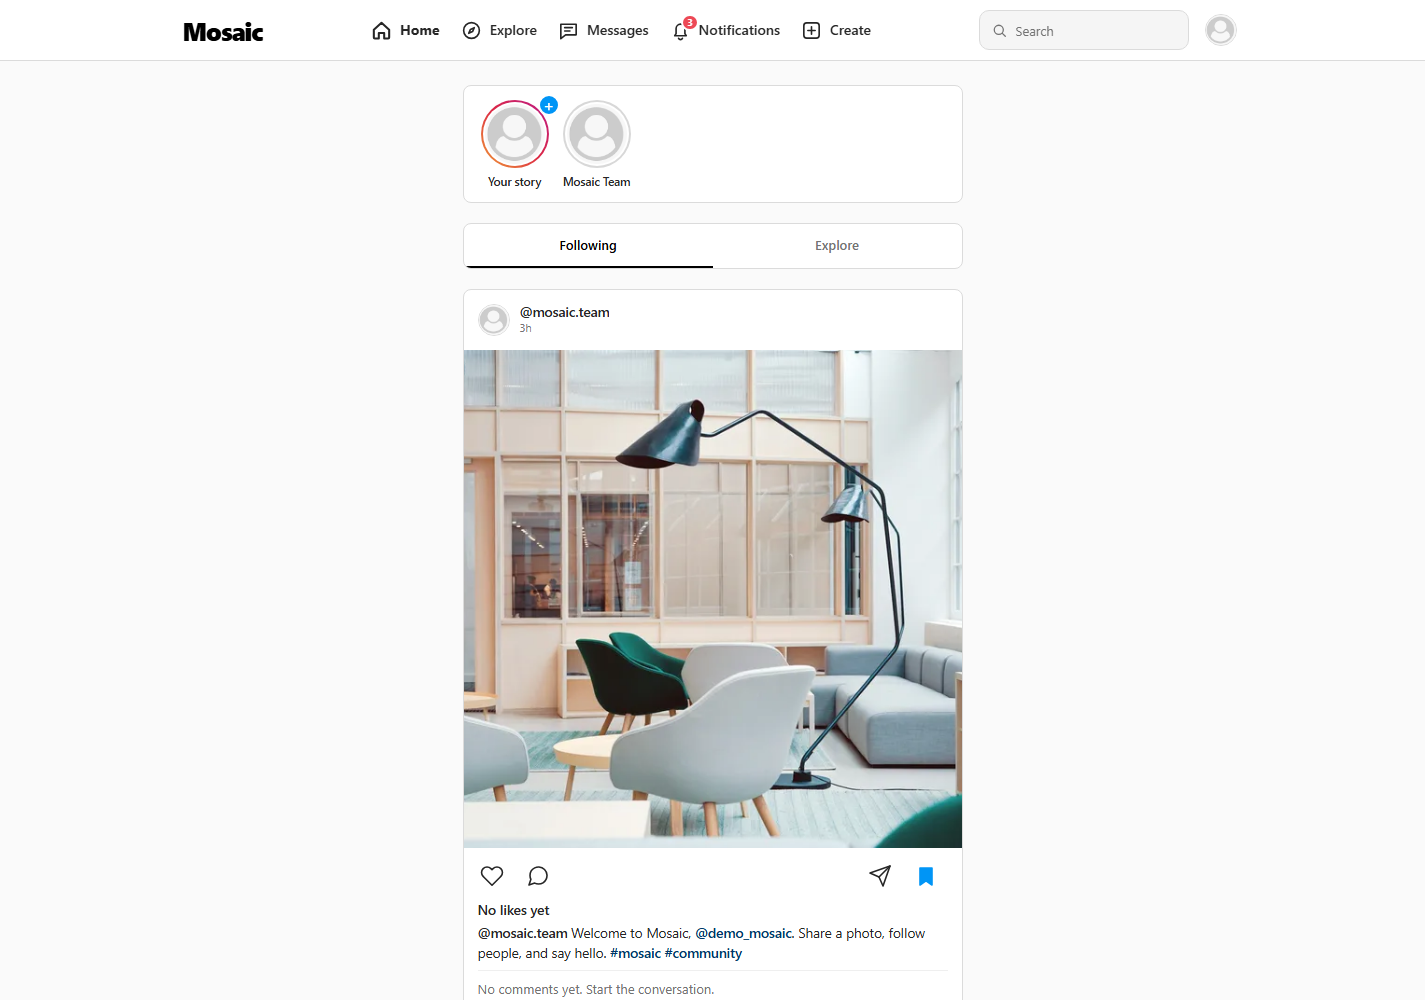 Mosaic
Home
Explore
Messages
3
Notifications
Create
Search
+
Your story
Mosaic Team
Following
Explore
@mosaic.team
3h
No likes yet
@mosaic.team Welcome to Mosaic, @demo_mosaic. Share a photo, follow
people, and say hello. #mosaic #community
No comments yet. Start the conversation.